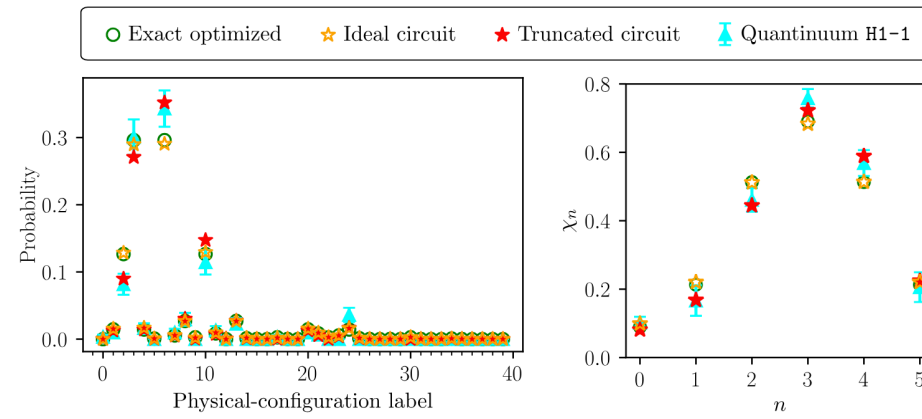 Exact optimized Ideal circuit Truncated circuit Quantinuum H1-1
Probability
0.3
0.2
0.1
0.0
0 10 20 30 40
Physical-configuration label
χn
0.8
0.6
0.4
0.2
0.0
0 1 2 3 4 5
n